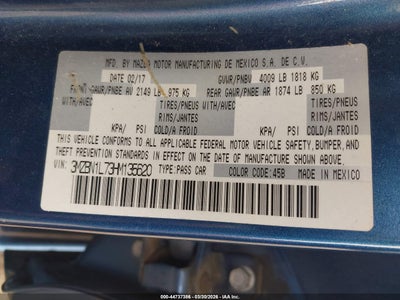 MFD. BY MAZDA MOTOR MANUFACTURING DE MEXICO S.A. DE C.V.
DATE 02/17 GVWR/PNBV 4009 LB 1818 KG
FRONT GAWR/PNBE AV 2149 LB 975 KG REAR GAWR/PNBE AR 1874 LB 850 KG
WITH/AVEC TIRES/PNEUS WITH/AVEC TIRES/PNEUS
RIMS/JANTES RIMS/JANTES
KPA/ PSI COLD/A FROID KPA/ PSI COLD/A FROID
THIS VEHICLE CONFORMS TO ALL APPLICABLE FEDERAL MOTOR VEHICLE SAFETY, BUMPER, AND
THEFT PREVENTION STANDARDS IN EFFECT ON THE DATE OF MANUFACTURE SHOWN ABOVE.
VIN: 3MZBN1L73HM135620 TYPE: PASS CAR COLOR CODE: 45B MADE IN MEXICO
000-44737386 - 03/30/2026 - IAAI.COM